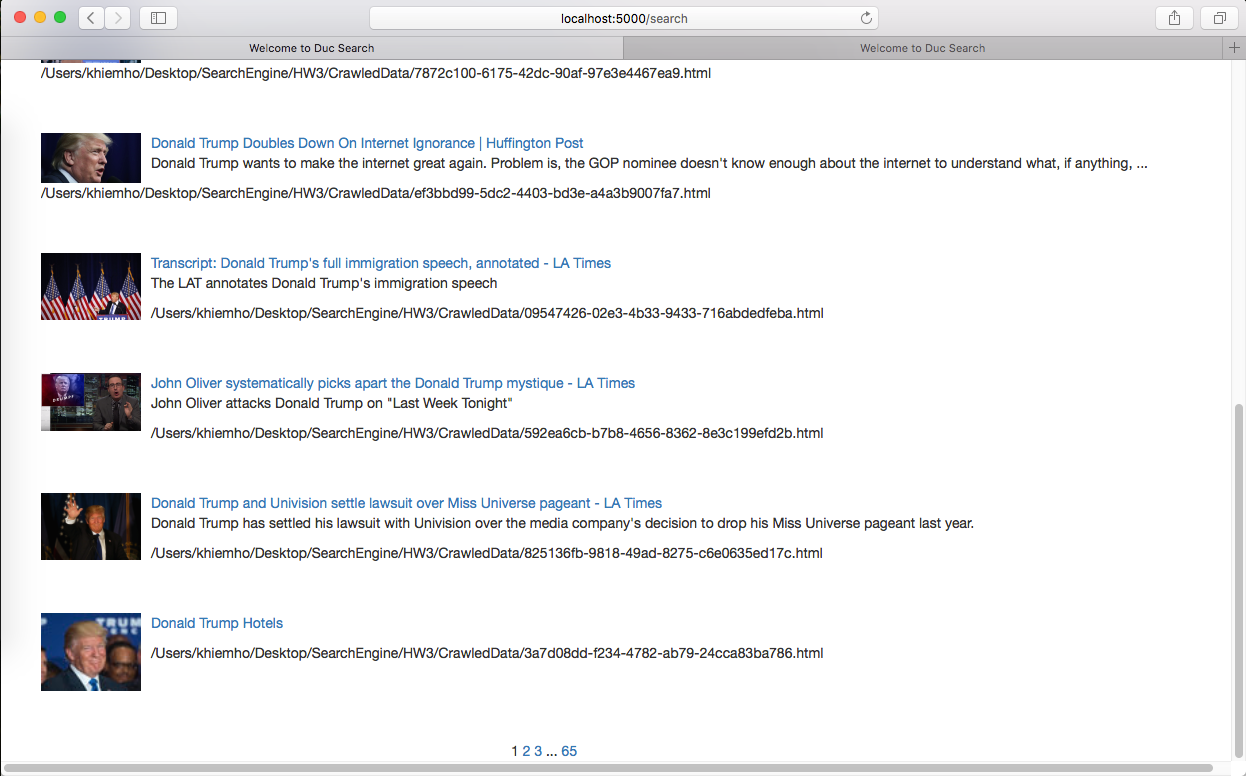 localhost:5000/search
Welcome to Duc Search
Welcome to Duc Search
/Users/khiemho/Desktop/SearchEngine/HW3/CrawledData/7872c100-6175-42dc-90af-97e3e4467ea9.html
Donald Trump Doubles Down On Internet Ignorance | Huffington Post
Donald Trump wants to make the internet great again. Problem is, the GOP nominee doesn't know enough about the internet to understand what, if anything, ...
/Users/khiemho/Desktop/SearchEngine/HW3/CrawledData/ef3bbd99-5dc2-4403-bd3e-a4a3b9007fa7.html
Transcript: Donald Trump's full immigration speech, annotated - LA Times
The LAT annotates Donald Trump's immigration speech
TRUMP
/Users/khiemho/Desktop/SearchEngine/HW3/CrawledData/09547426-02e3-4b33-9433-716abdedfeba.html
John Oliver systematically picks apart the Donald Trump mystique - LA Times
John Oliver attacks Donald Trump on "Last Week Tonight"
/Users/khiemho/Desktop/SearchEngine/HW3/CrawledData/592ea6cb-b7b8-4656-8362-8e3c199efd2b.html
Donald Trump and Univision settle lawsuit over Miss Universe pageant - LA Times
Donald Trump has settled his lawsuit with Univision over the media company's decision to drop his Miss Universe pageant last year.
/Users/khiemho/Desktop/SearchEngine/HW3/CrawledData/825136fb-9818-49ad-8275-c6e0635ed17c.html
Donald Trump Hotels
/Users/khiemho/Desktop/SearchEngine/HW3/CrawledData/3a7d08dd-f234-4782-ab79-24cca83ba786.html
1 2 3 ... 65